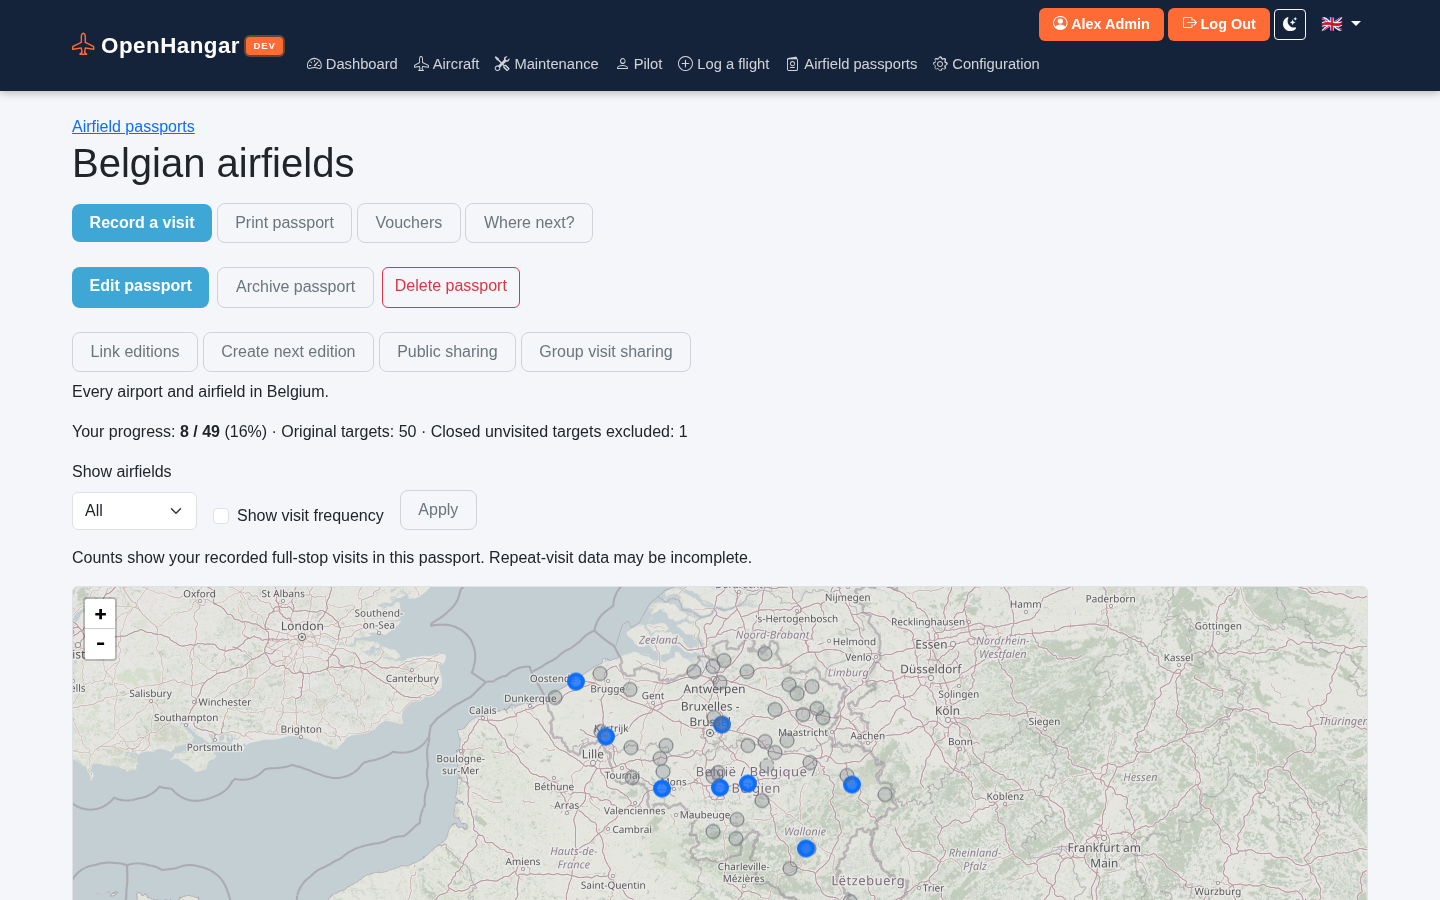 Alex Admin
Log Out
OpenHangar DEV
Dashboard
Aircraft
Maintenance
Pilot
Log a flight
Airfield passports
Configuration
Airfield passports
Belgian airfields
Record a visit
Print passport
Vouchers
Where next?
Edit passport
Archive passport
Delete passport
Link editions
Create next edition
Public sharing
Group visit sharing
Every airport and airfield in Belgium.
Your progress: 8 / 49 (16%) · Original targets: 50 · Closed unvisited targets excluded: 1
Show airfields
All
Show visit frequency
Apply
Counts show your recorded full-stop visits in this passport. Repeat-visit data may be incomplete.
+
-
Oxford
St Albans
Nijmegen
Hamm
Paderborn
London
Southend-
on-Sea
's-Hertogenbosch
Recklinghausen
Göttingen
Zeeland
Noord-Brabant
Helmond
Essen
Nordrhein-
Westfalen
Venlo
Kassel
Canterbury
Limburg
Düsseldorf
Salisbury
Winchester
Dunkerque
Brugge
Gent
Antwerpen
Solingen
Southampton
Calais
Bruxelles -
Köln
Brighton
Siegen
Thüringen
Portsmouth
Lille
Maastricht
Aachen
Bonn
Boulogne-
sur-Mer
België / Belgique /
Hessen
Béthune
Koblenz
Arras
Valenciennes
Maubeuge
Cambrai
Wallonie
Amiens
Hauts-de-
France
Rheinland-
Pfalz
Frankfurt am
Main
Charleville-
Mézières
Saint-Quentin
Lëtzebuerg
Trier
Würzburg